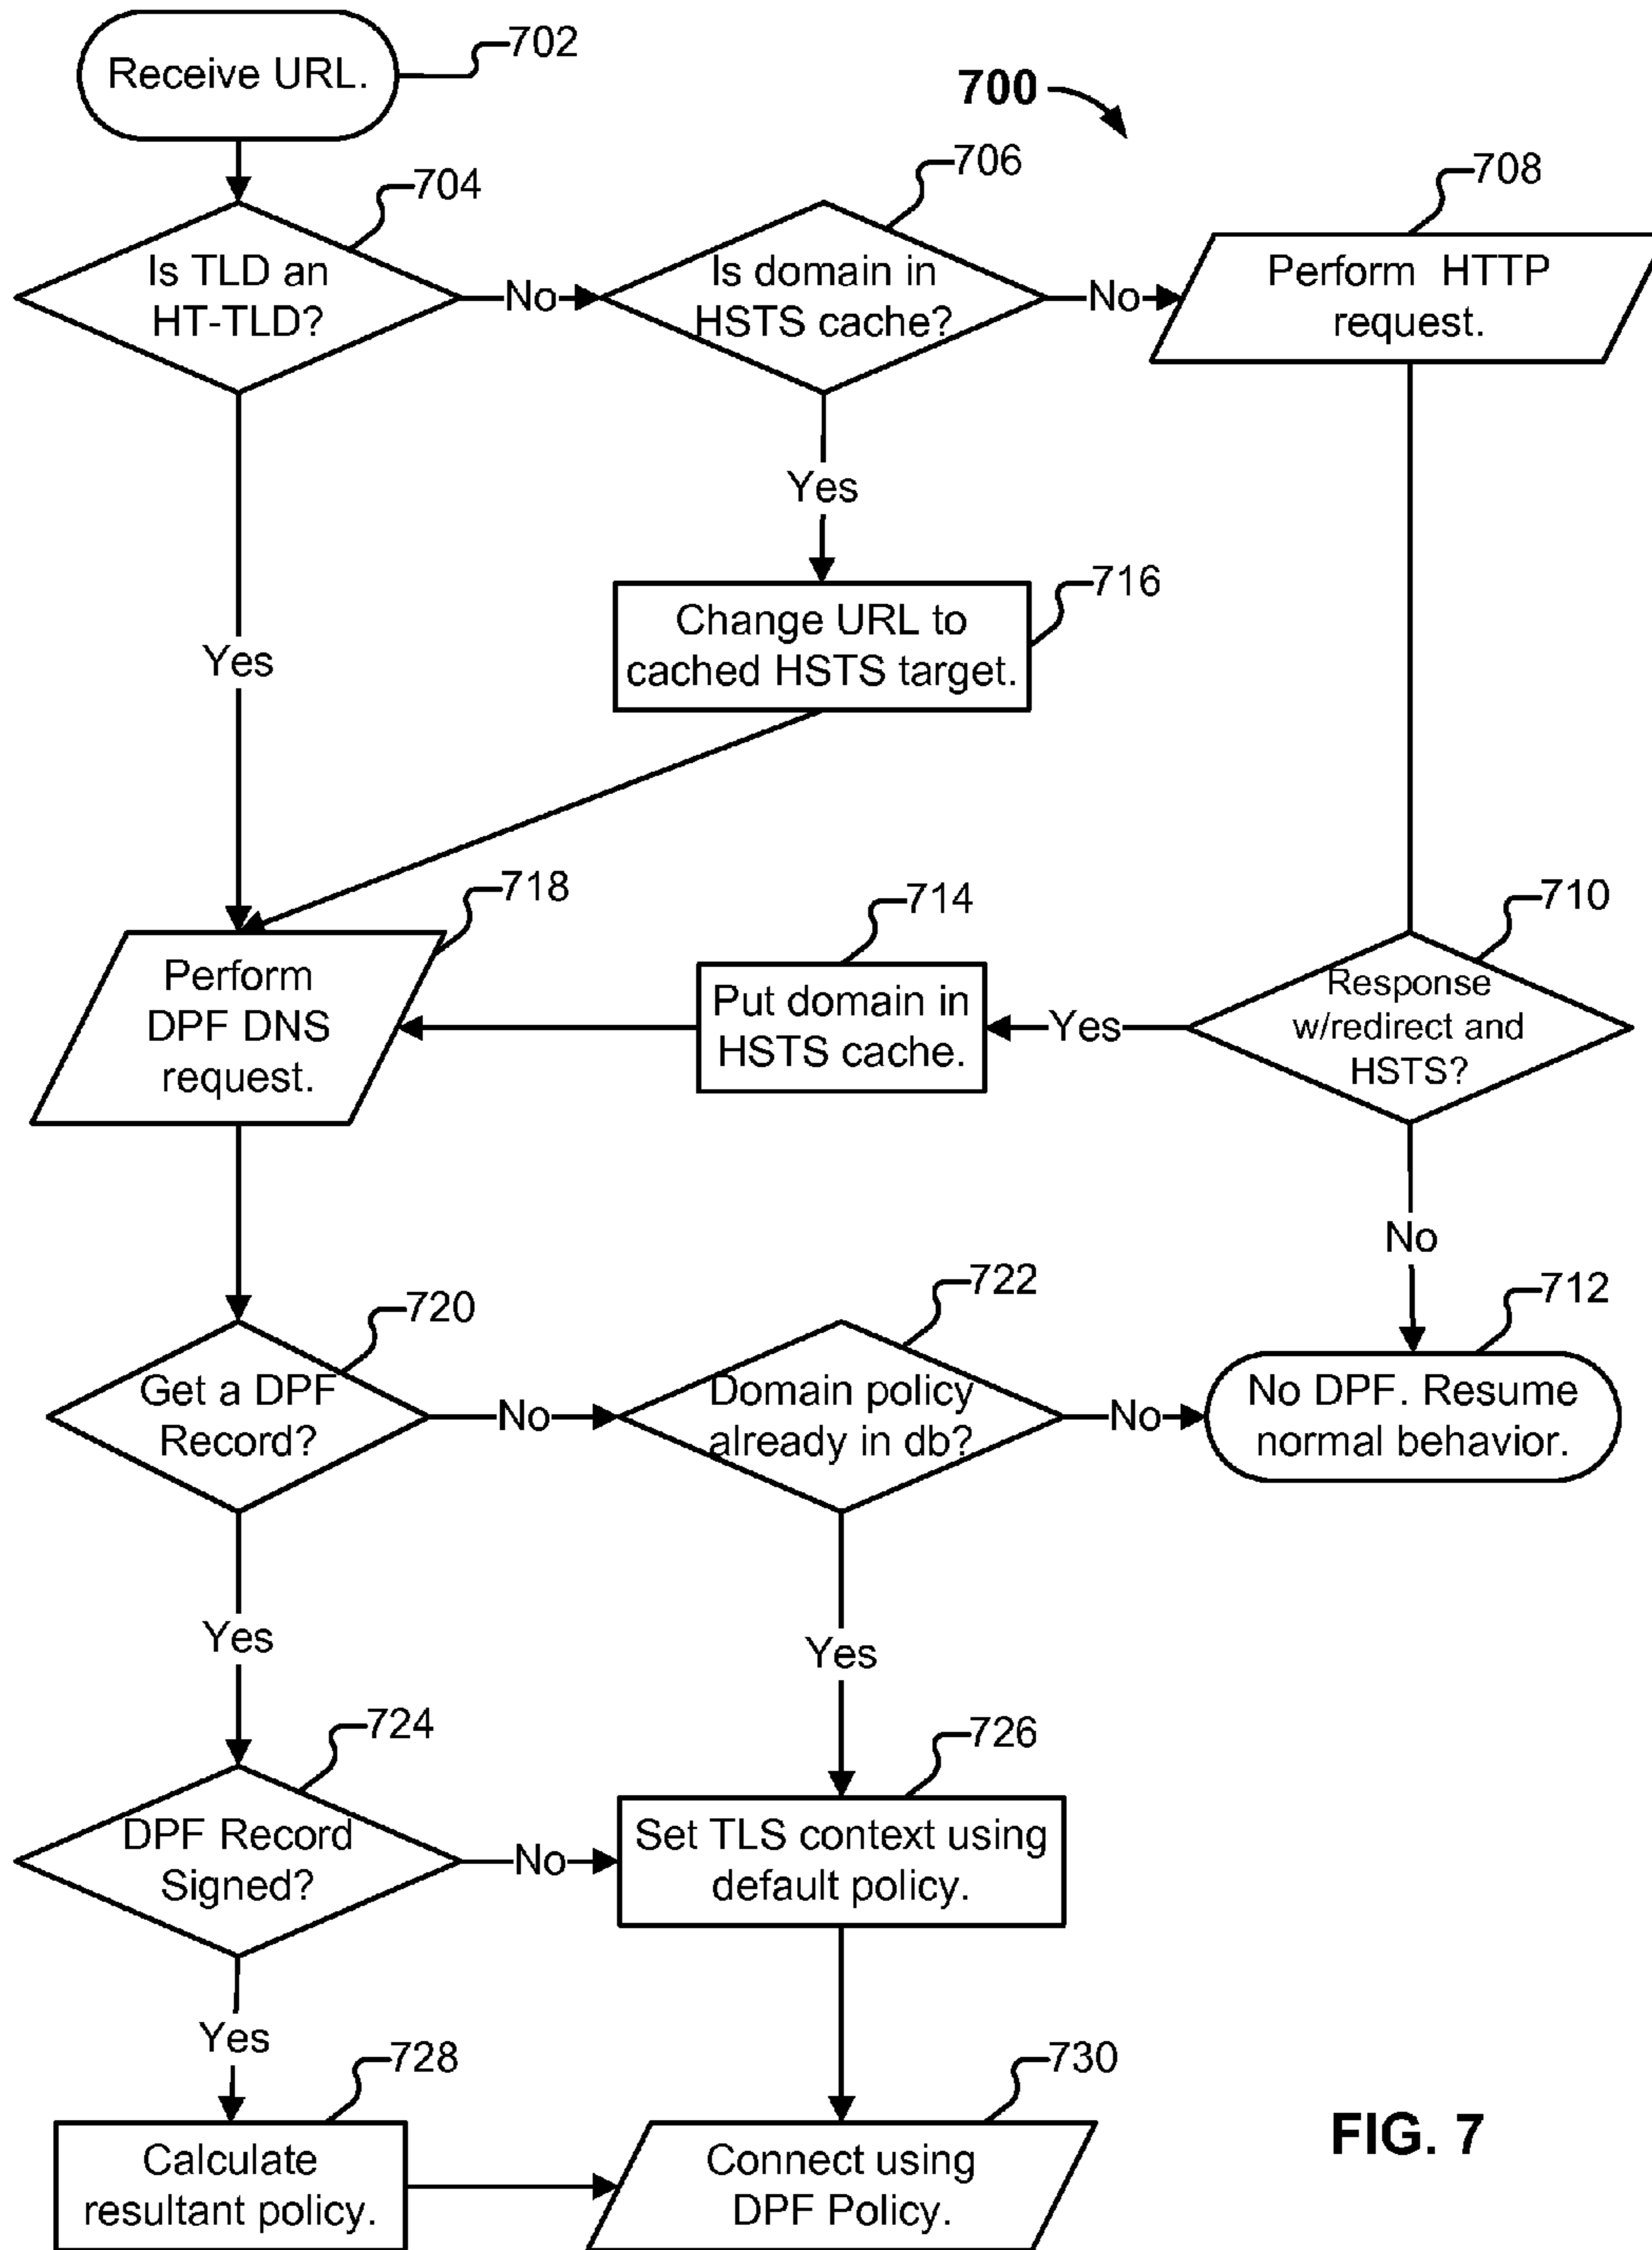 Receive URL.
702
700
704
706
708
Is TLD an
HT-TLD?
No
Is domain in
HSTS cache?
No
Perform HTTP
request.
Yes
Yes
716
Change URL to
cached HSTS target.
718
714
710
Perform
DPF DNS
request.
Put domain in
HSTS cache.
Yes
Response
w/redirect and
HSTS?
No
720
722
712
Get a DPF
Record?
No
Domain policy
already in db?
No
No DPF. Resume
normal behavior.
Yes
Yes
724
726
DPF Record
Signed?
No
Set TLS context using
default policy.
Yes
728
730
Calculate
resultant policy.
Connect using
DPF Policy.
FIG. 7